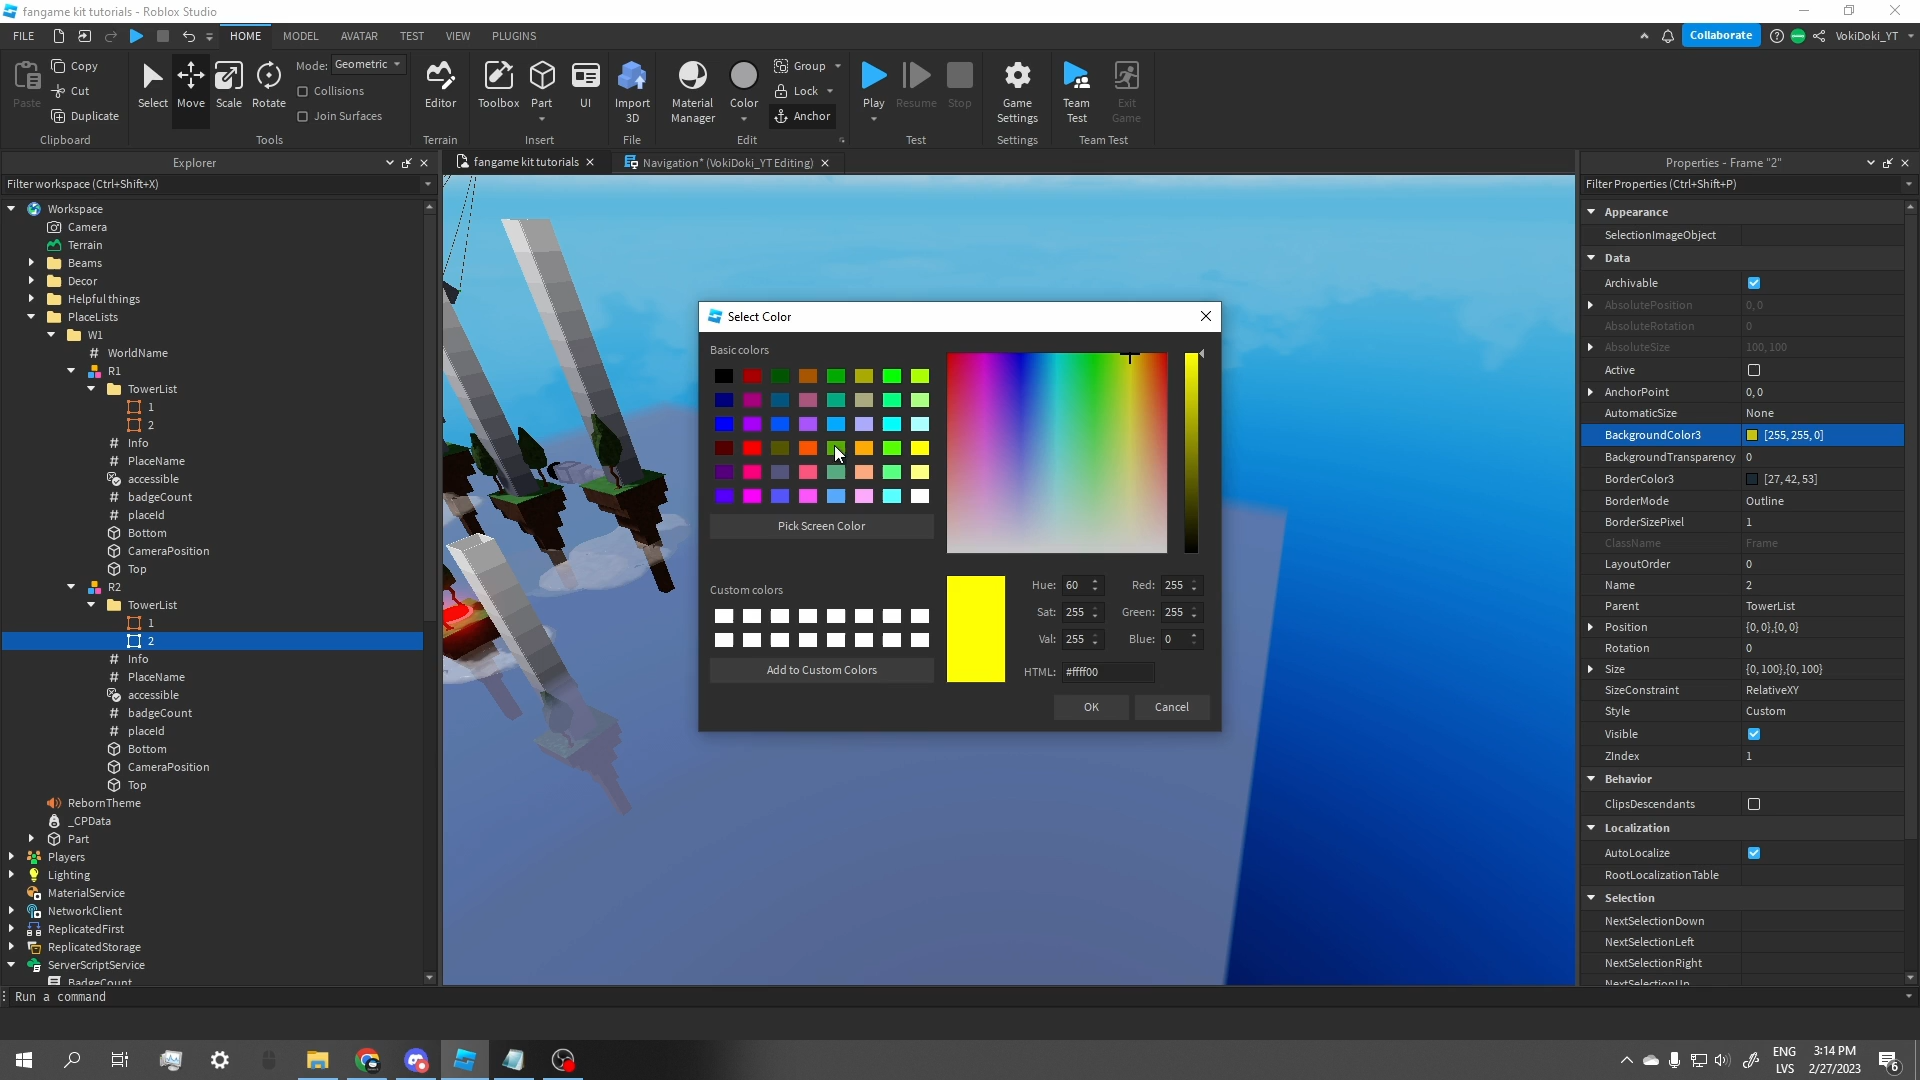 fangame kit tutorials - Roblox Studio
FILE
HOME
MODEL
AVATAR
TEST
VIEW
PLUGINS
Collaborate
VokiDoki_YT
Paste
Copy
Cut
Duplicate
Clipboard
Select
Move
Scale
Rotate
Mode: Geometric
Collisions
Join Surfaces
Tools
Editor
Terrain
Toolbox
Part
UI
Insert
Import
3D
File
Material
Manager
Color
Group
Lock
Anchor
Edit
Play
Resume
Stop
Test
Game
Settings
Settings
Team
Test
Exit
Game
Team Test
Explorer
Filter workspace (Ctrl+Shift+X)
Workspace
Camera
Terrain
Beams
Decor
Helpful things
PlaceLists
W1
WorldName
R1
TowerList
1
2
Info
PlaceName
accessible
badgeCount
placeId
Bottom
CameraPosition
Top
R2
TowerList
1
2
Info
PlaceName
accessible
badgeCount
placeId
Bottom
CameraPosition
Top
RebornTheme
_CPData
Part
Players
Lighting
MaterialService
NetworkClient
ReplicatedFirst
ReplicatedStorage
ServerScriptService
BadgeCount
fangame kit tutorials
Navigation* (VokiDoki_YT Editing)
Select Color
Basic colors
Pick Screen Color
Custom colors
Add to Custom Colors
Hue: 60
Red: 255
Sat: 255
Green: 255
Val: 255
Blue: 0
HTML: #ffff00
OK
Cancel
Properties - Frame "2"
Filter Properties (Ctrl+Shift+P)
Appearance
SelectionImageObject
Data
Archivable
AbsolutePosition 0, 0
AbsoluteRotation 0
AbsoluteSize 100, 100
Active
AnchorPoint 0, 0
AutomaticSize None
BackgroundColor3 [255, 255, 0]
BackgroundTransparency 0
BorderColor3 [27, 42, 53]
BorderMode Outline
BorderSizePixel 1
ClassName Frame
LayoutOrder 0
Name 2
Parent TowerList
Position {0, 0},{0, 0}
Rotation 0
Size {0, 100},{0, 100}
SizeConstraint RelativeXY
Style Custom
Visible
ZIndex 1
Behavior
ClipsDescendants
Localization
AutoLocalize
RootLocalizationTable
Selection
NextSelectionDown
NextSelectionLeft
NextSelectionRight
NextSelectionUp
Run a command
ENG
LVS
3:14 PM
2/27/2023
6